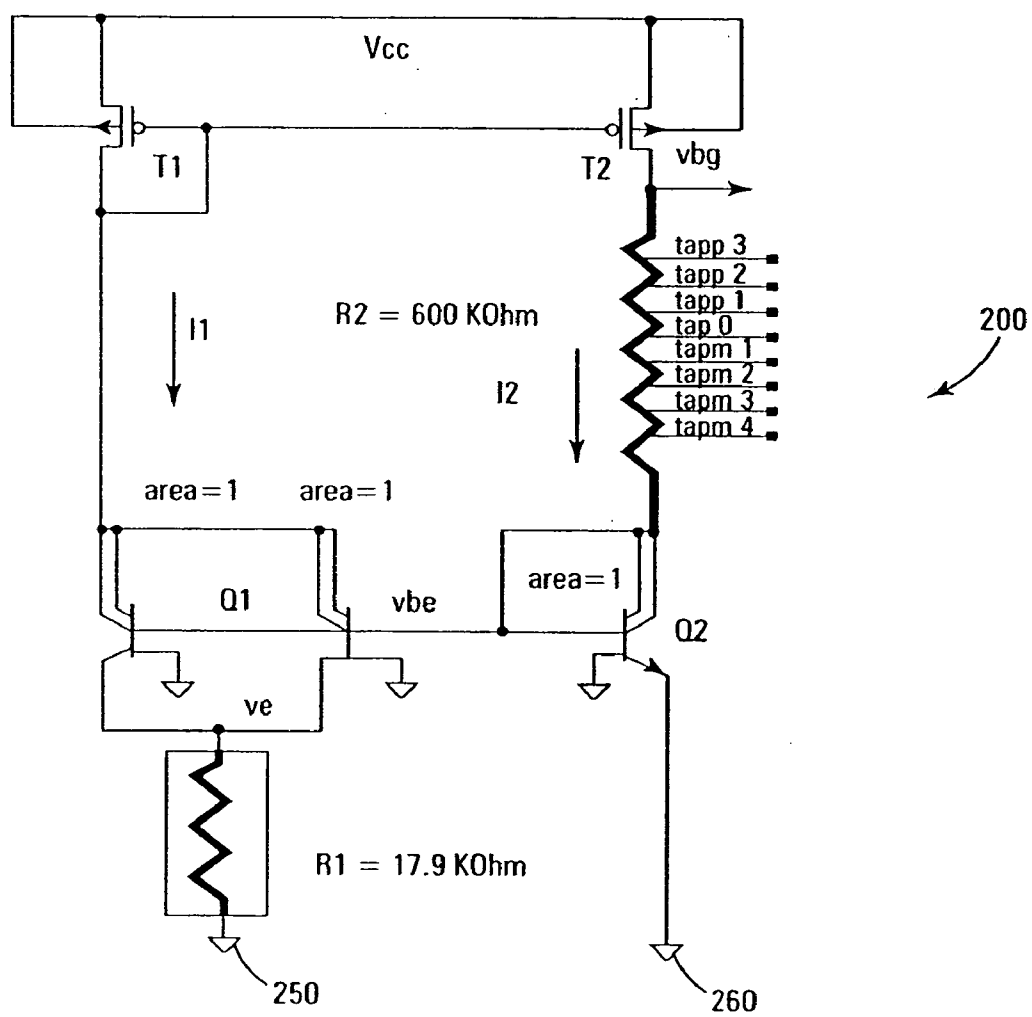 Vcc
T1
T2
vbg
tapp 3
tapp 2
tapp 1
tap 0
tapm 1
tapm 2
tapm 3
tapm 4
R2 = 600 KOhm
I1
I2
200
area=1
area=1
area=1
Q1
vbe
Q2
ve
R1 = 17.9 KOhm
250
260